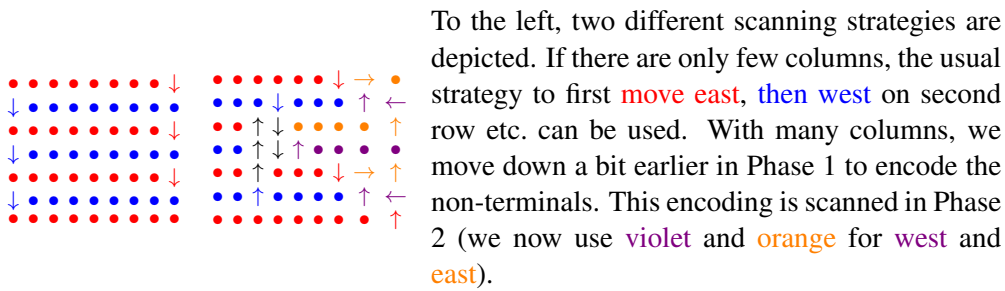 To the left, two different scanning strategies are
depicted. If there are only few columns, the usual
strategy to first move east, then west on second
row etc. can be used. With many columns, we
move down a bit earlier in Phase 1 to encode the
non-terminals. This encoding is scanned in Phase
2 (we now use violet and orange for west and
east).